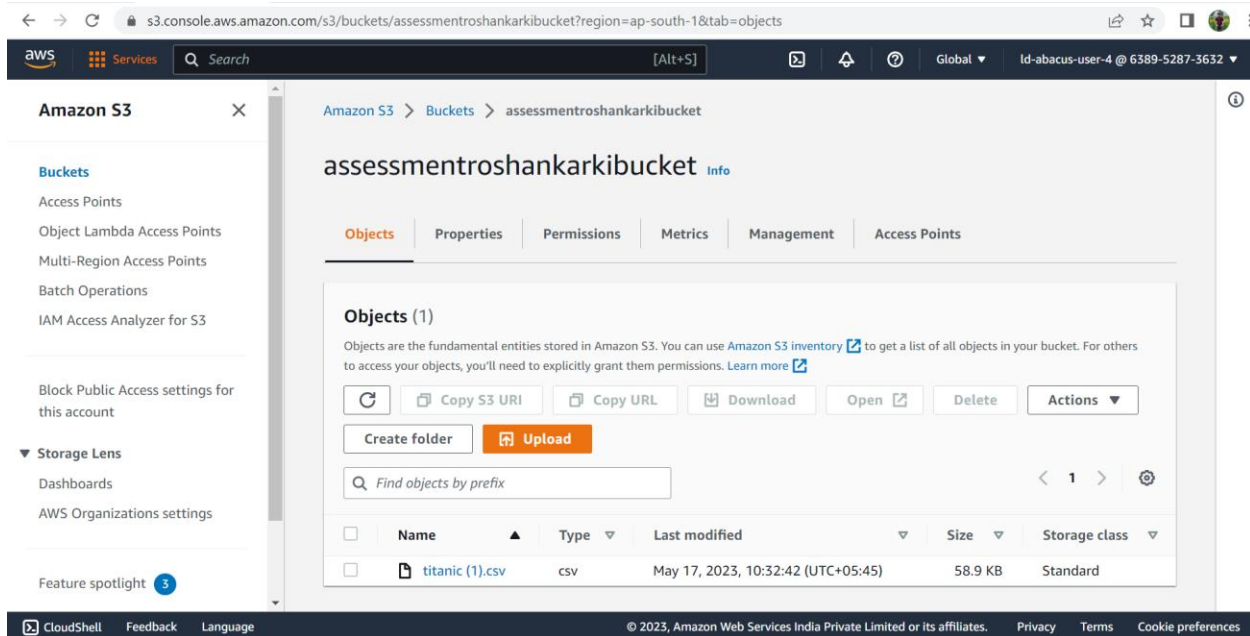 s3.console.aws.amazon.com/s3/buckets/assessmentroshankarkibucket?region=ap-south-1&tab=objects
aws Services Search [Alt+S] Global ld-abacus-user-4 @ 6389-5287-3632
Amazon S3
Buckets
Access Points
Object Lambda Access Points
Multi-Region Access Points
Batch Operations
IAM Access Analyzer for S3
Block Public Access settings for
this account
Storage Lens
Dashboards
AWS Organizations settings
Feature spotlight 3
Amazon S3 > Buckets > assessmentroshankarkibucket
assessmentroshankarkibucket Info
Objects Properties Permissions Metrics Management Access Points
Objects (1)
Objects are the fundamental entities stored in Amazon S3. You can use Amazon S3 inventory to get a list of all objects in your bucket. For others
to access your objects, you'll need to explicitly grant them permissions. Learn more
Copy S3 URI Copy URL Download Open Delete Actions
Create folder Upload
Find objects by prefix < 1 >
Name Type Last modified Size Storage class
titanic (1).csv csv May 17, 2023, 10:32:42 (UTC+05:45) 58.9 KB Standard
CloudShell Feedback Language © 2023, Amazon Web Services India Private Limited or its affiliates. Privacy Terms Cookie preferences